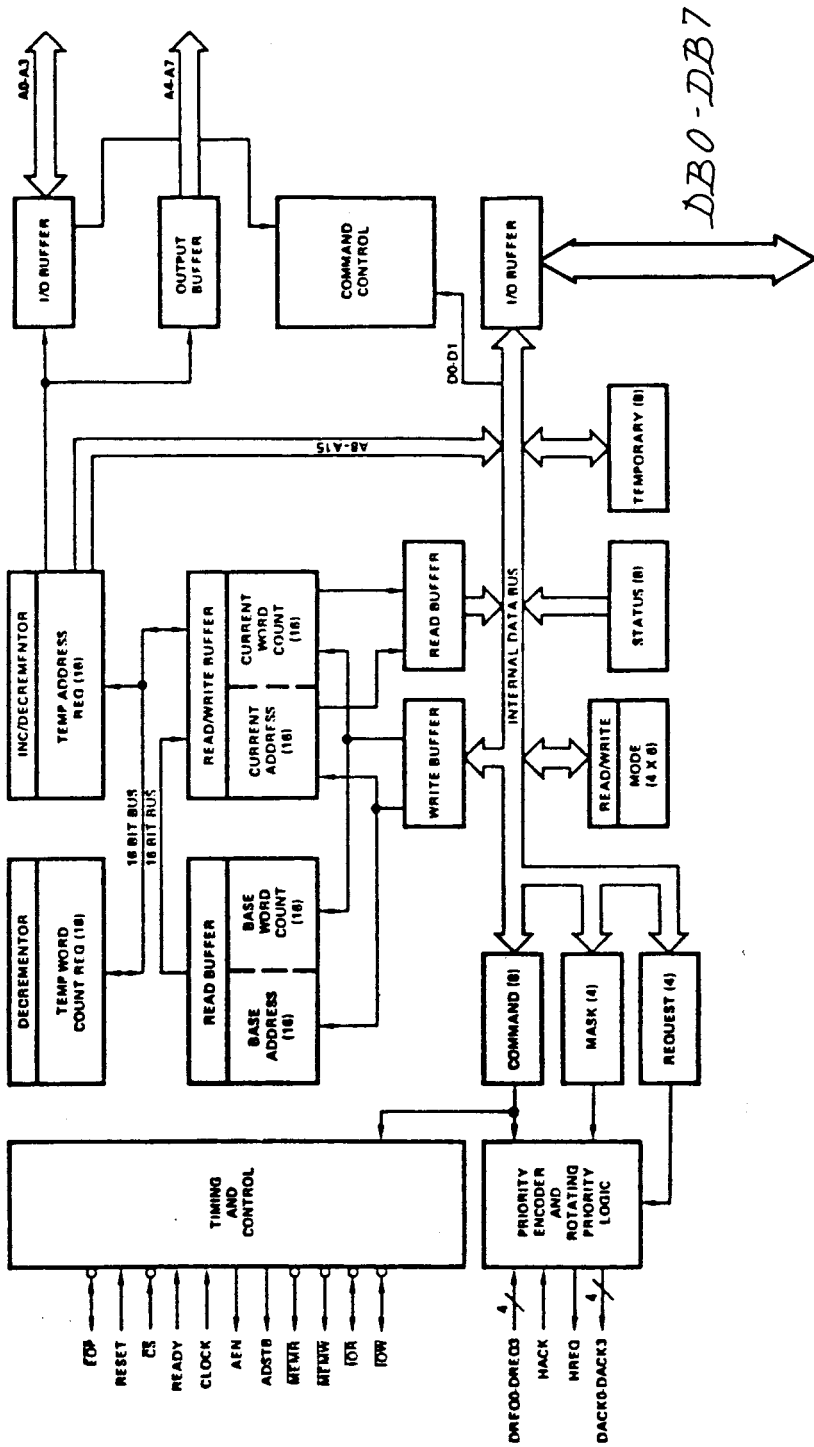 EOP
RESET
CS
READY
CLOCK
AEN
ADSTB
MEMR
MEMW
IOR
IOW
TIMING
AND
CONTROL
DREQ0-DREQ3
4
HACK
HREQ
DACK0-DACK3
4
PRIORITY
ENCODER
AND
ROTATING
PRIORITY
LOGIC
DECREMENTOR
TEMP WORD
COUNT REG (16)
INC/DECREMENTOR
TEMP ADDRESS
REG (16)
16 BIT BUS
16 BIT BUS
READ BUFFER
BASE
ADDRESS
(16)
BASE
WORD
COUNT
(16)
READ/WRITE BUFFER
CURRENT
ADDRESS
(16)
CURRENT
WORD
COUNT
(16)
WRITE BUFFER
READ BUFFER
A8-A15
I/O BUFFER
A0-A3
OUTPUT
BUFFER
A4-A7
COMMAND
CONTROL
D0-D1
COMMAND (8)
MASK (4)
REQUEST (4)
INTERNAL DATA BUS
READ/WRITE
MODE
(4 X 6)
STATUS (8)
TEMPORARY (8)
I/O BUFFER
DB0-DB7